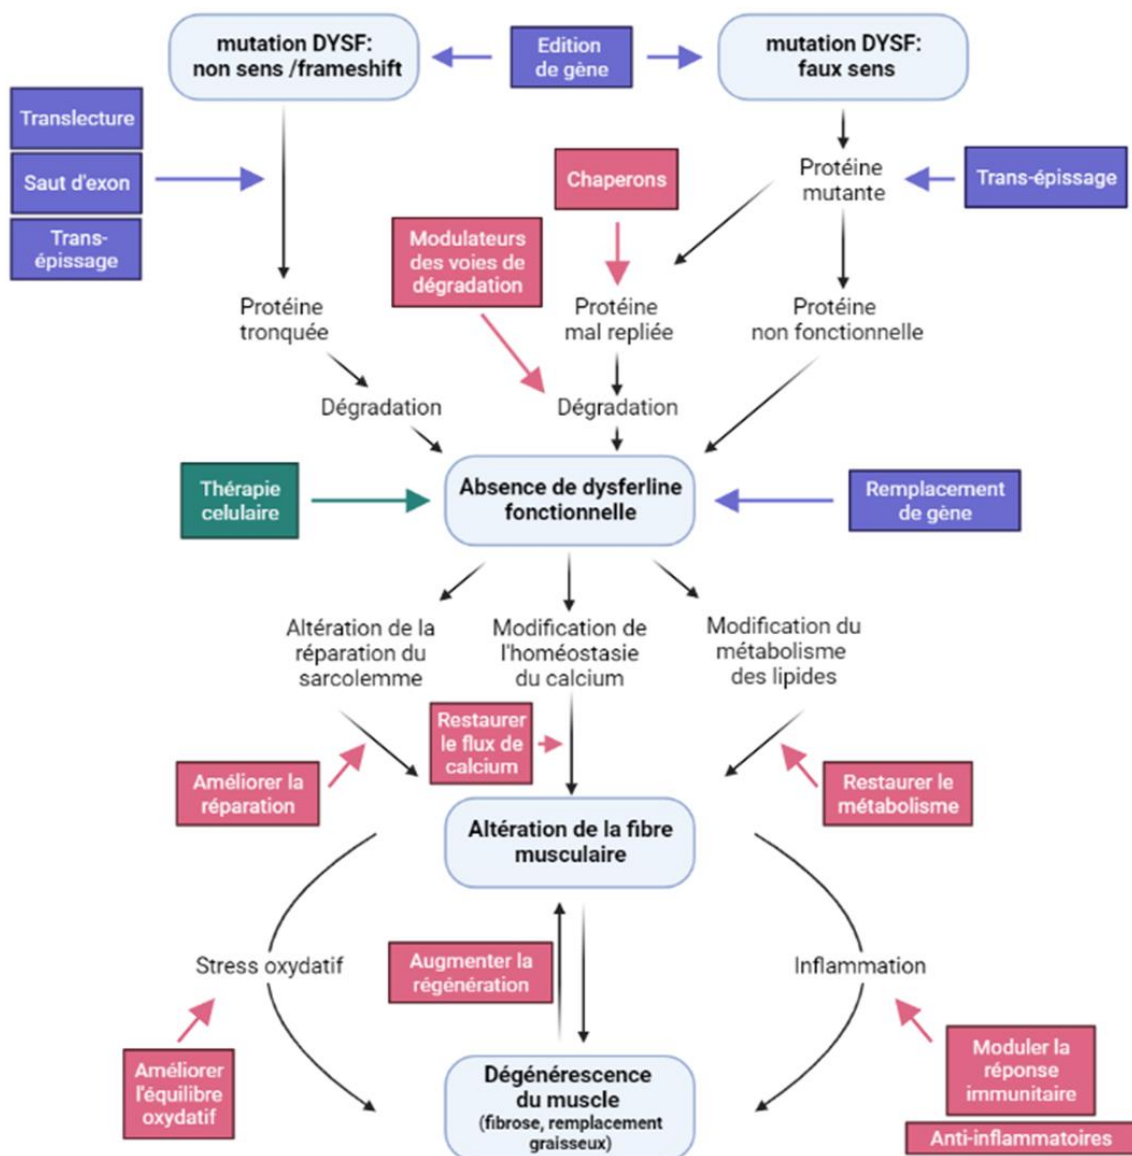 mutation DYSF:
non sens /frameshift
Edition
de gène
mutation DYSF:
faux sens
Translecture
Saut d'exon
Trans-
épissage
Chaperons
Protéine
mutante
Trans-épissage
Modulateurs
des voies de
dégradation
Protéine
tronquée
Protéine
mal repliée
Protéine
non fonctionnelle
Dégradation
Dégradation
Thérapie
celulaire
Absence de dysferline
fonctionnelle
Remplacement
de gène
Altération de la
réparation du
sarcolemme
Modification de
l'homéostasie
du calcium
Modification du
métabolisme
des lipides
Restaurer
le flux de
calcium
Améliorer la
réparation
Restaurer le
métabolisme
Altération de la fibre
musculaire
Stress oxydatif
Augmenter la
régénération
Inflammation
Améliorer
l'équilibre
oxydatif
Dégénérescence
du muscle
(fibrose, remplacement
graisseux)
Moduler la
réponse
immunitaire
Anti-inflammatoires